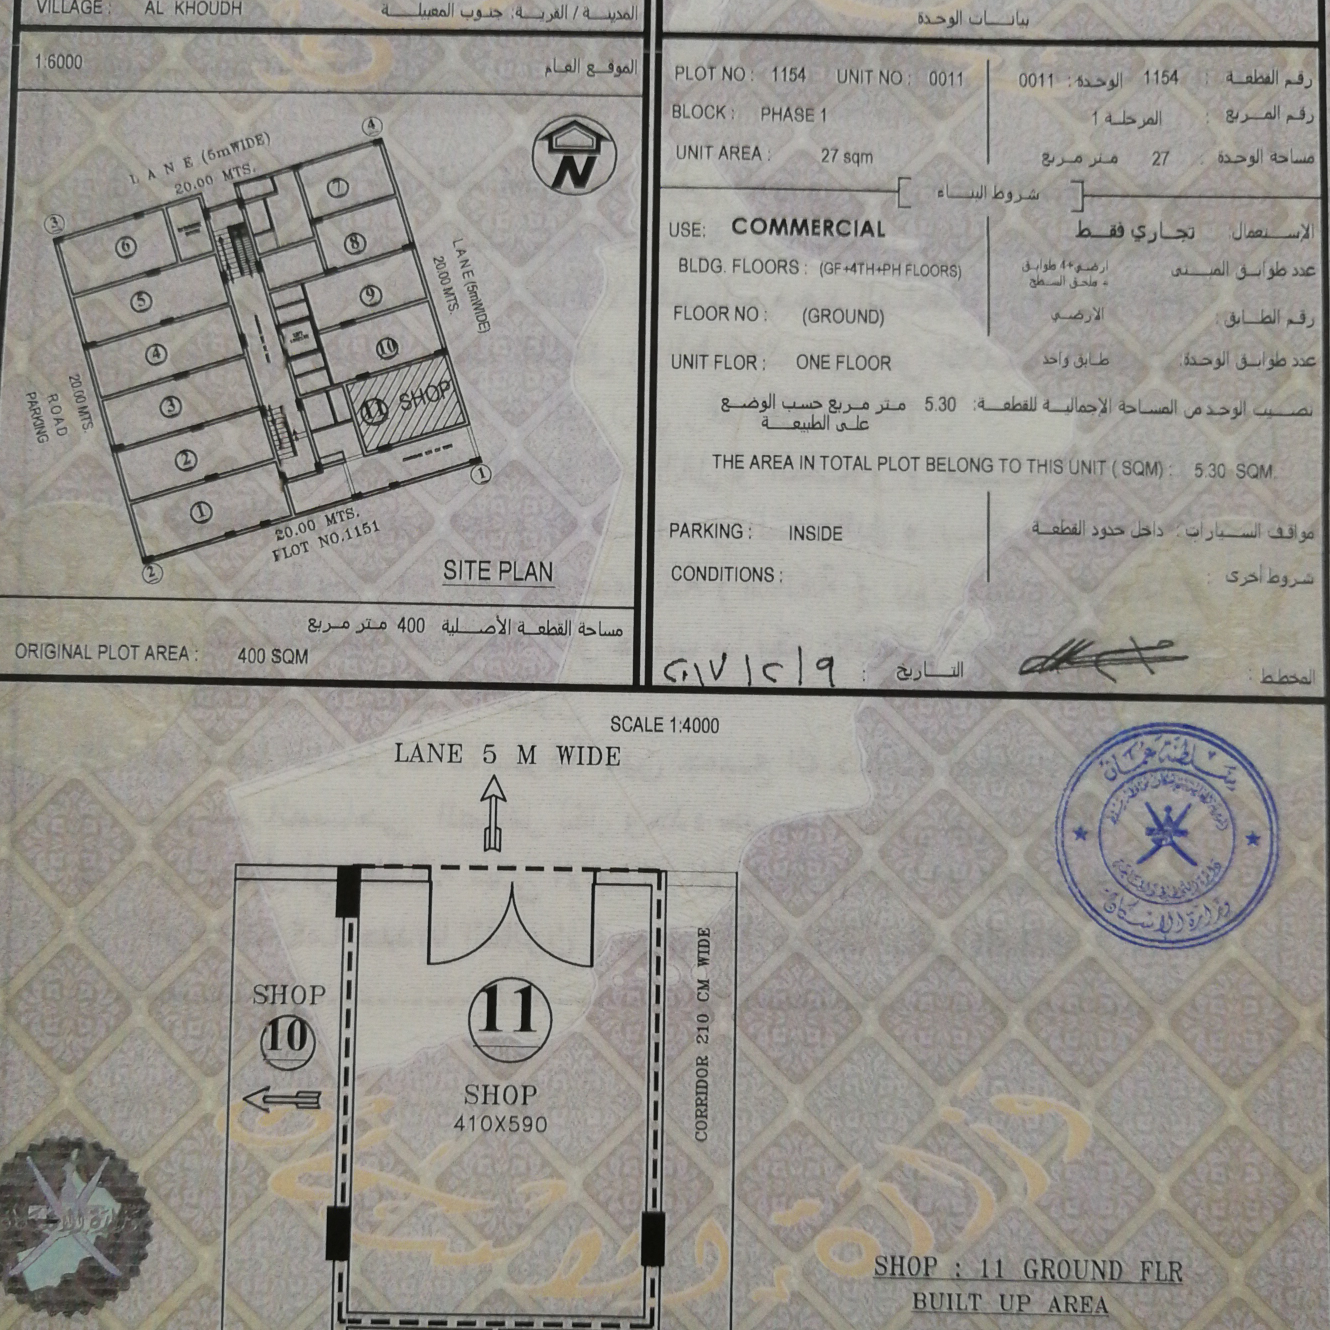 VILLAGE : AL KHOUDH المدينة / القرية: جنوب المعبيلة
1:6000 الموقع العام
LANE (5mWIDE)
20.00 MTS.
4
3
7
6
8
5
9
4
10
3
11 SHOP
2
1
1
2
LANE (5mWIDE)
20.00 MTS.
20.00 MTS.
ROAD
PARKING
N
20.00 MTS.
PLOT NO.1151
SITE PLAN
مساحة القطعة الأصلية 400 متر مربع
ORIGINAL PLOT AREA : 400 SQM
بيانات الوحدة
PLOT NO : 1154 UNIT NO : 0011
رقم القطعة : 1154 الوحدة : 0011
BLOCK : PHASE 1
رقم المربع : المرحلة 1
UNIT AREA : 27 sqm
مساحة الوحدة : 27 متر مربع
شروط البناء
USE: COMMERCIAL
الإستعمال: تجاري فقط
BLDG. FLOORS : (GF+4TH+PH FLOORS)
عدد طوابق المبنى ارضي+4 طوابق
+ ملحق السطح
FLOOR NO : (GROUND)
رقم الطابق : الارضي
UNIT FLOR : ONE FLOOR
عدد طوابق الوحدة: طابق واحد
نصيب الوحد من المساحة الإجمالية للقطعة: 5.30 متر مربع حسب الوضع
على الطبيعة
THE AREA IN TOTAL PLOT BELONG TO THIS UNIT ( SQM) : 5.30 SQM.
PARKING : INSIDE
مواقف السيارات : داخل حدود القطعة
CONDITIONS :
شروط أخرى :
المخطط :
التاريخ : ٢٠١٧/٢/٩
SCALE 1:4000
LANE 5 M WIDE
سلطنة عمان
وزارة الإسكان
SHOP
10
11
SHOP
410X590
CORRIDOR 210 CM WIDE
SHOP : 11 GROUND FLR
BUILT UP AREA